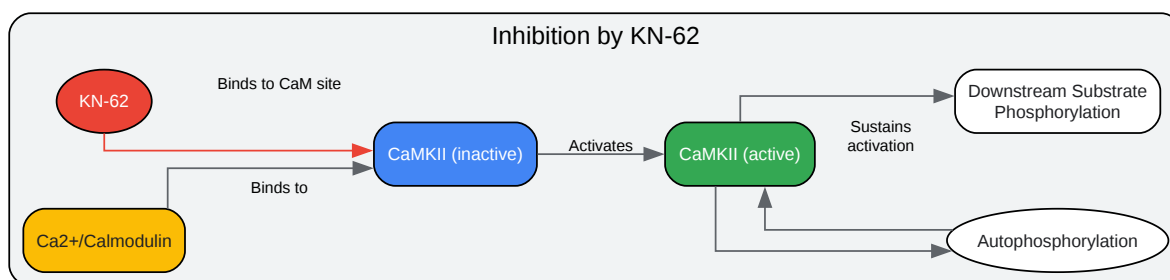 Inhibition by KN-62
Binds to CaM site
KN-62
Downstream Substrate
Phosphorylation
Sustains
activation
CaMKII (inactive)
Activates
CaMKII (active)
Binds to
Ca2+/Calmodulin
Autophosphorylation